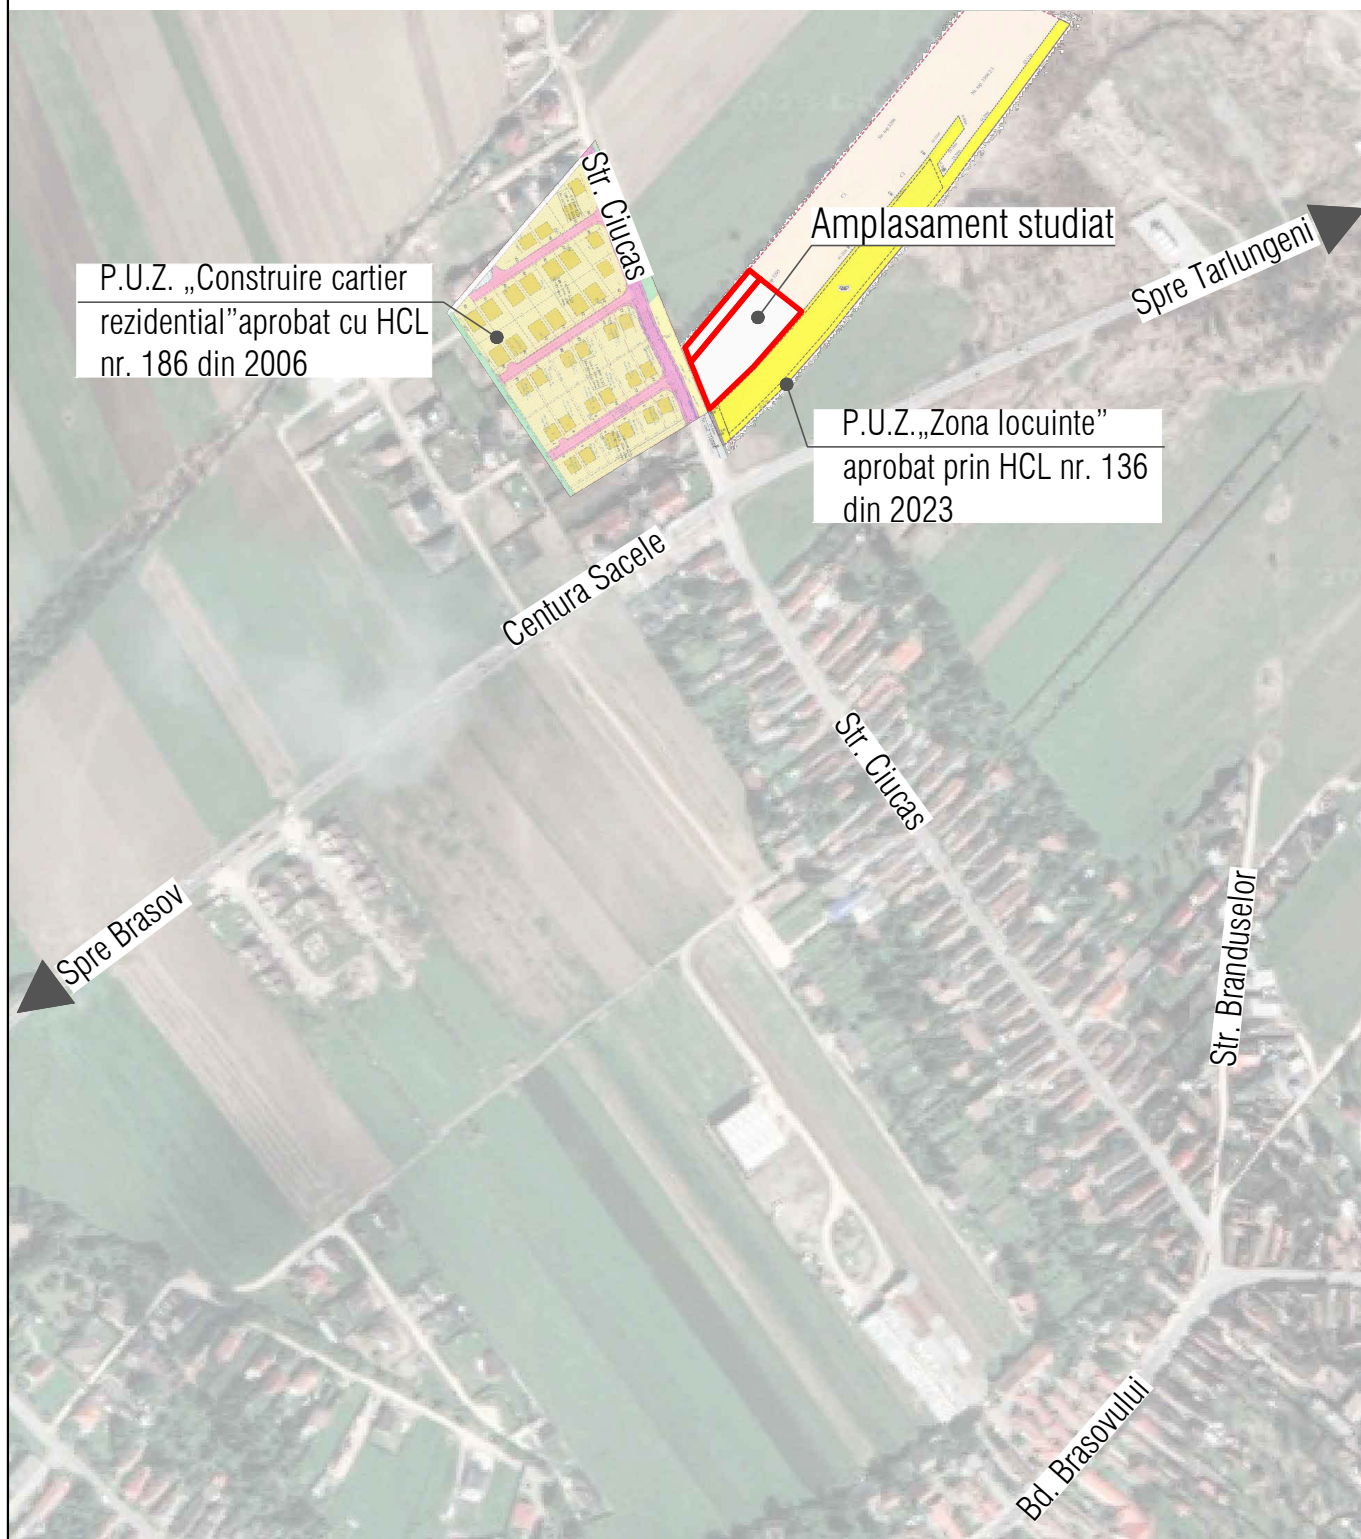 Str. Ciucas
Amplasament studiat
Spre Tarlungeni
P.U.Z. „Construire cartier
rezidential”aprobat cu HCL
nr. 186 din 2006
P.U.Z.„Zona locuinte”
aprobat prin HCL nr. 136
din 2023
Centura Sacele
Str. Ciucas
Spre Brasov
Str. Branduselor
Bd. Brasovului